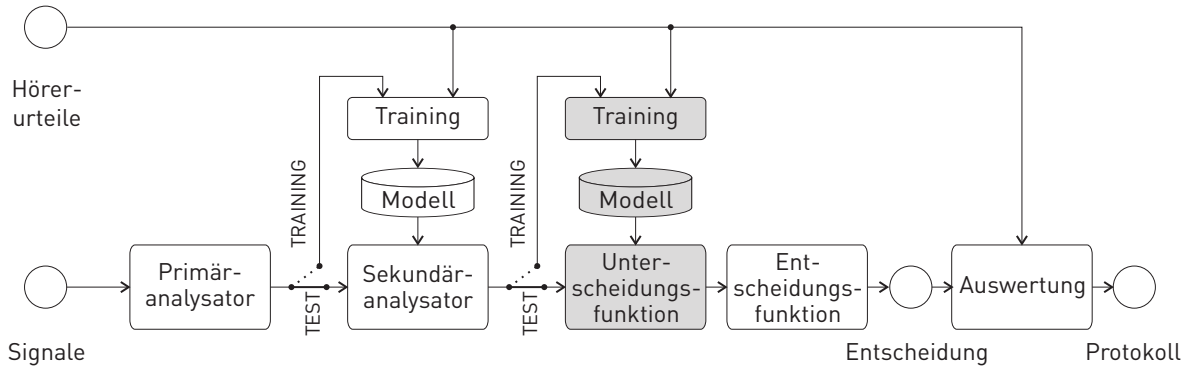 Hörer-
urteile
Training
Training
TRAINING
Modell
TRAINING
Modell
Primär-
analysator
TEST
Sekundär-
analysator
TEST
Unter-
scheidungs-
funktion
Ent-
scheidungs-
funktion
Auswertung
Signale
Entscheidung
Protokoll